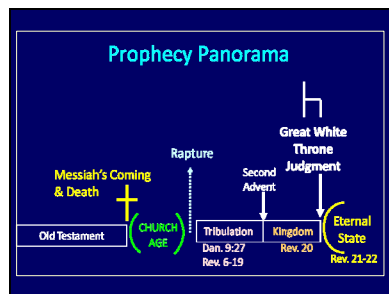 Prophecy Panorama
Great White
Throne
Judgment
Rapture
Second
Advent
Messiah's Coming
& Death
Old Testament
CHURCH
AGE
Tribulation
Kingdom
Eternal
State
Dan. 9:27
Rev. 6-19
Rev. 20
Rev. 21-22